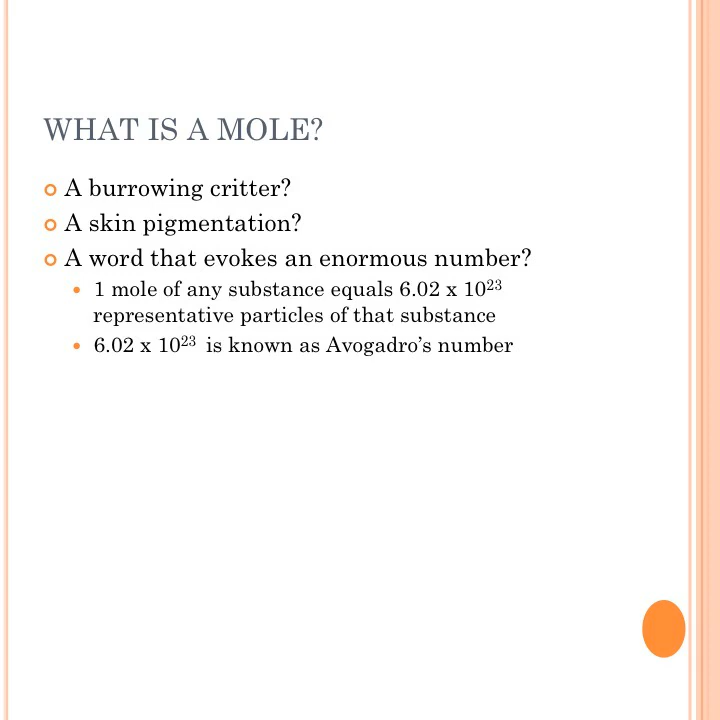 WHAT IS A MOLE?
A burrowing critter?
A skin pigmentation?
A word that evokes an enormous number?
1 mole of any substance equals 6.02 x 10²³
representative particles of that substance
6.02 x 10²³ is known as Avogadro’s number